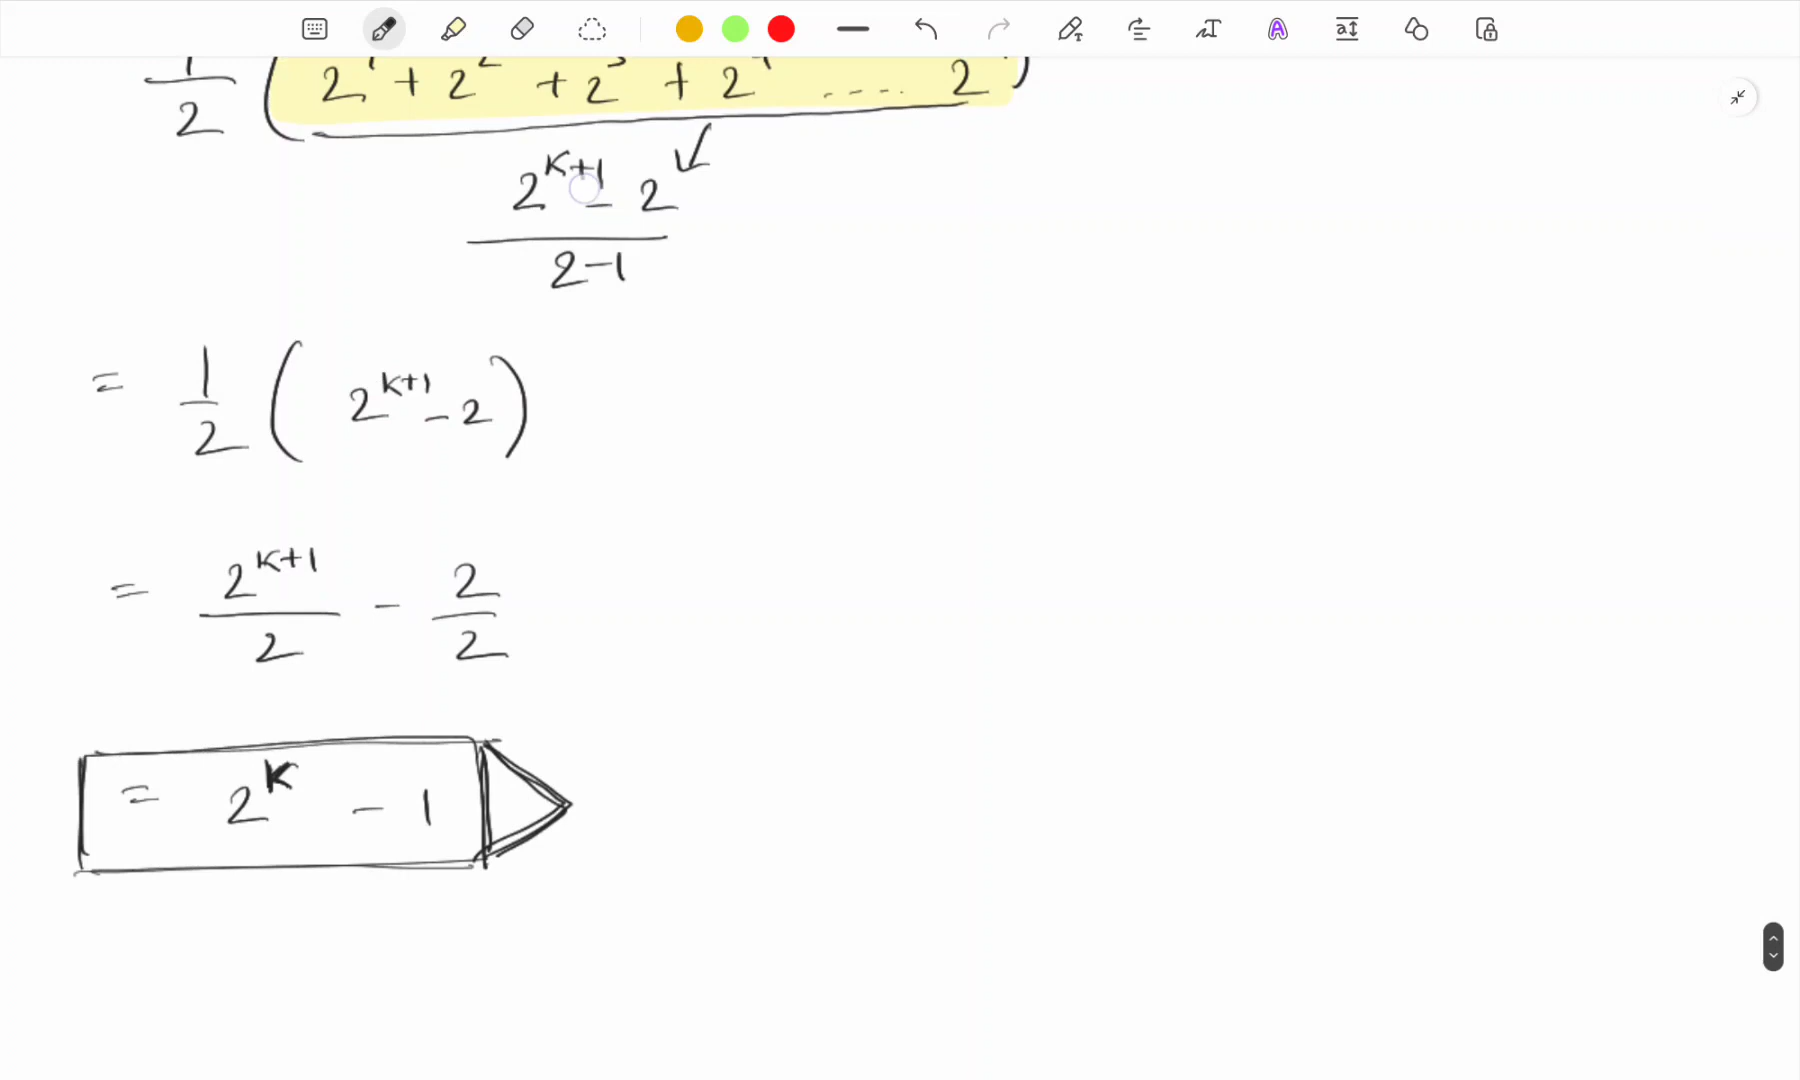 1/2 (2^1 + 2^2 + 2^3 + 2^4 ..... 2)
2^{K+1} - 2
2-1
= 1/2 ( 2^{K+1} - 2 )
= 2^{K+1}/2 - 2/2
= 2^K - 1